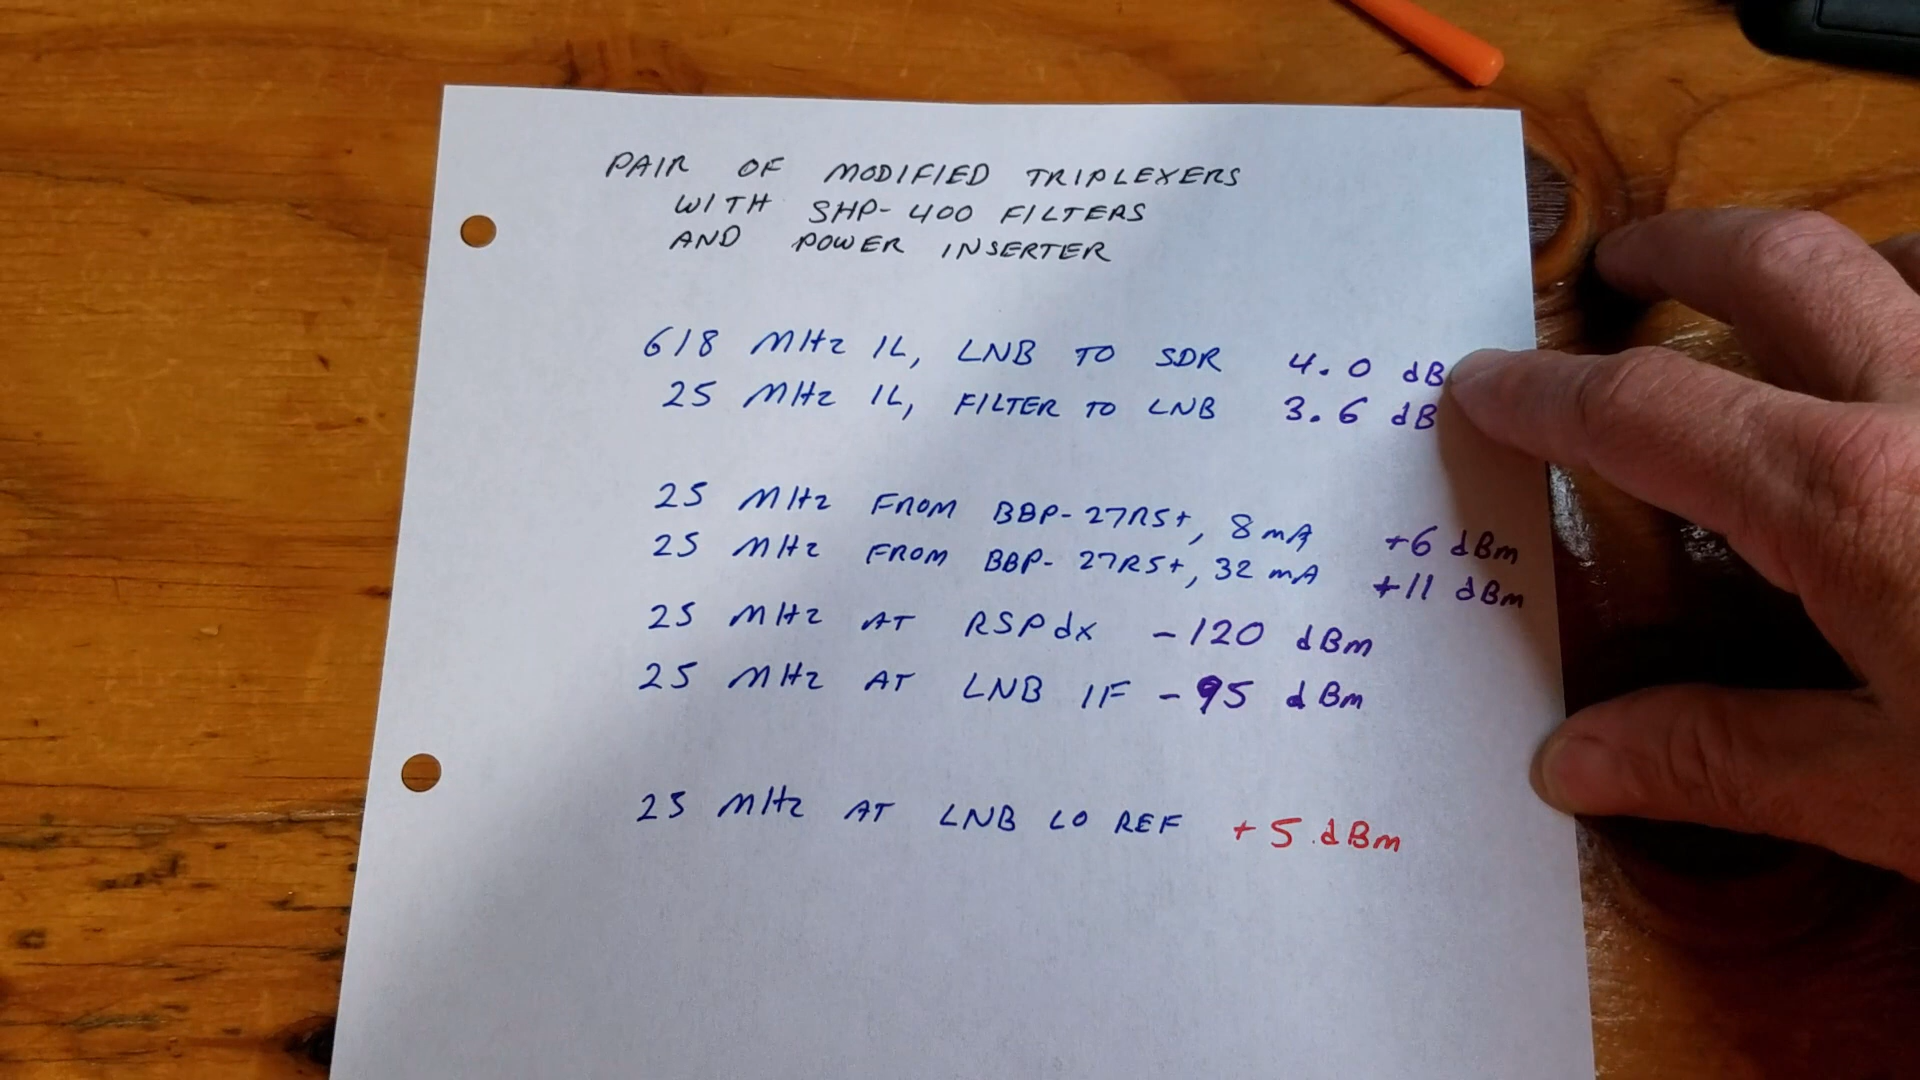 PAIR OF MODIFIED TRIPLEXERS
WITH SHP-400 FILTERS
AND POWER INSERTER
618 MHz IL, LNB TO SDR 4.0 dB
25 MHz IL, FILTER TO LNB 3.6 dB
25 MHz FROM BBP-27RS+, 8 mA +6 dBm
25 MHz FROM BBP-27RS+, 32 mA +11 dBm
25 MHz AT RSPdx -120 dBm
25 MHz AT LNB IF -95 dBm
25 MHz AT LNB LO REF +5 dBm